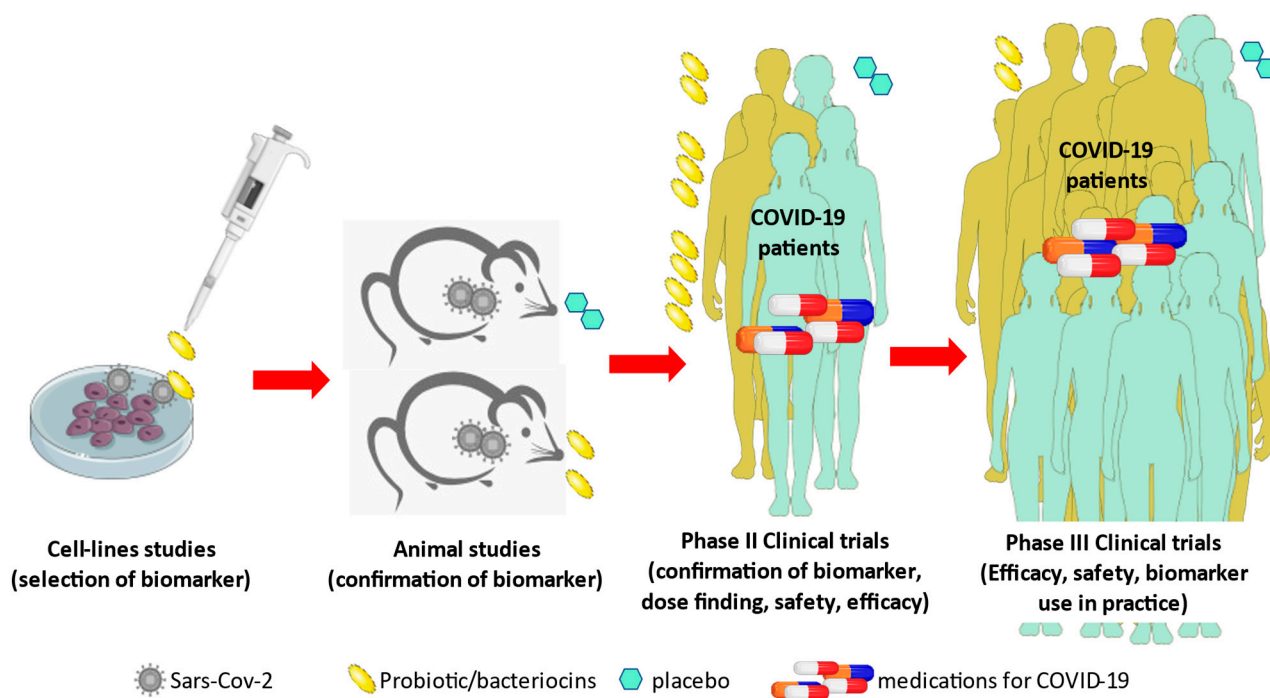 COVID-19
patients
COVID-19
patients
Cell-lines studies
(selection of biomarker)
Animal studies
(confirmation of biomarker)
Phase II Clinical trials
(confirmation of biomarker,
dose finding, safety, efficacy)
Phase III Clinical trials
(Efficacy, safety, biomarker
use in practice)
Sars-Cov-2
Probiotic/bacteriocins
placebo
medications for COVID-19